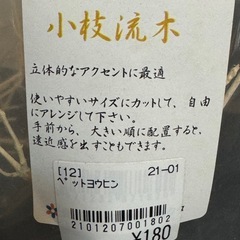 小枝流木
立体的なアクセントに最適
使いやすいサイズにカットして、自由
にアレンジして下さい。
手前から、大きい順に配置すると、
遠近感を出すこともできます。
[12] 21-01
ペットヨウヒン
2101207001802
¥180